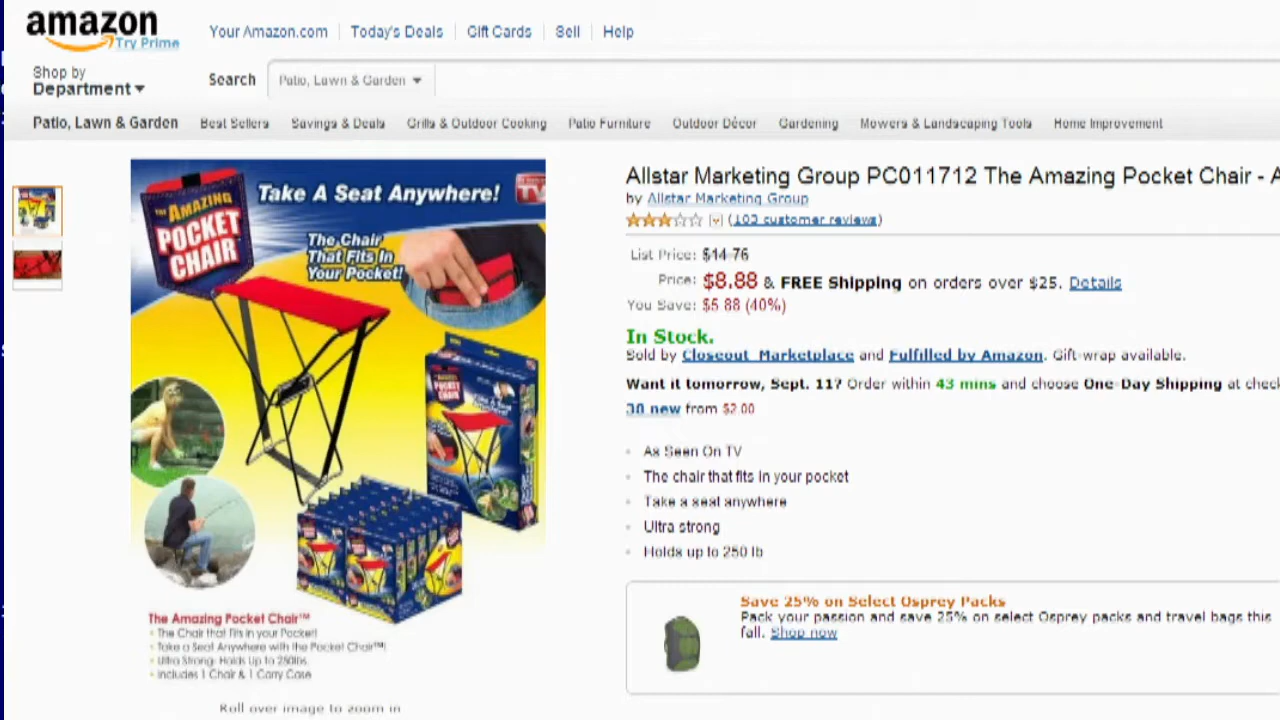 amazon
Try Prime
Your Amazon.com
Today's Deals
Gift Cards
Sell
Help
Shop by
Department
Search
Patio, Lawn & Garden
Patio, Lawn & Garden
Best Sellers
Savings & Deals
Grills & Outdoor Cooking
Patio Furniture
Outdoor Décor
Gardening
Mowers & Landscaping Tools
Home Improvement
THE AMAZING
POCKET
CHAIR
Take A Seat Anywhere!
TV
The Chair
That Fits In
Your Pocket!
The Amazing Pocket Chair™
The Chair that fits in your Pocket!
Take a Seat Anywhere with the Pocket Chair™!
Ultra Strong- Holds Up to 250lbs.
Includes 1 Chair & 1 Carry Case
Roll over image to zoom in
Allstar Marketing Group PC011712 The Amazing Pocket Chair - A
by Allstar Marketing Group
(103 customer reviews)
List Price: $14.76
Price: $8.88 & FREE Shipping on orders over $25. Details
You Save: $5.88 (40%)
In Stock.
Sold by Closeout Marketplace and Fulfilled by Amazon. Gift-wrap available.
Want it tomorrow, Sept. 11? Order within 43 mins and choose One-Day Shipping at check
30 new from $2.00
As Seen On TV
The chair that fits in your pocket
Take a seat anywhere
Ultra strong
Holds up to 250 lb
Save 25% on Select Osprey Packs
Pack your passion and save 25% on select Osprey packs and travel bags this
fall. Shop now